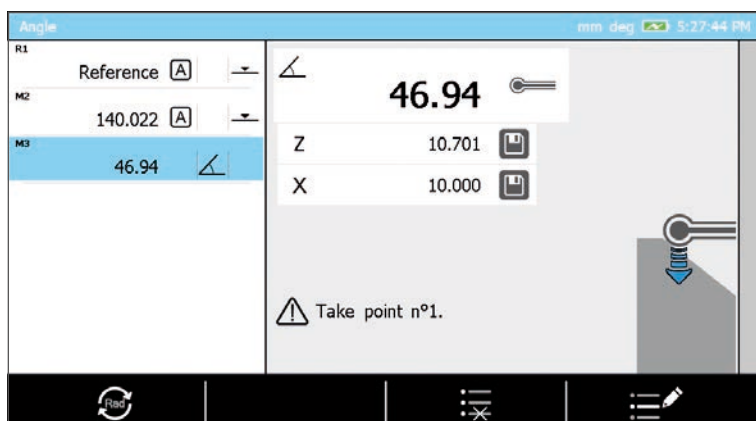 Angle
mm deg 5:27:44 PM
R1
Reference A
M2
140.022 A
M3
46.94
46.94
Z 10.701
X 10.000
Take point nº1.
Rad